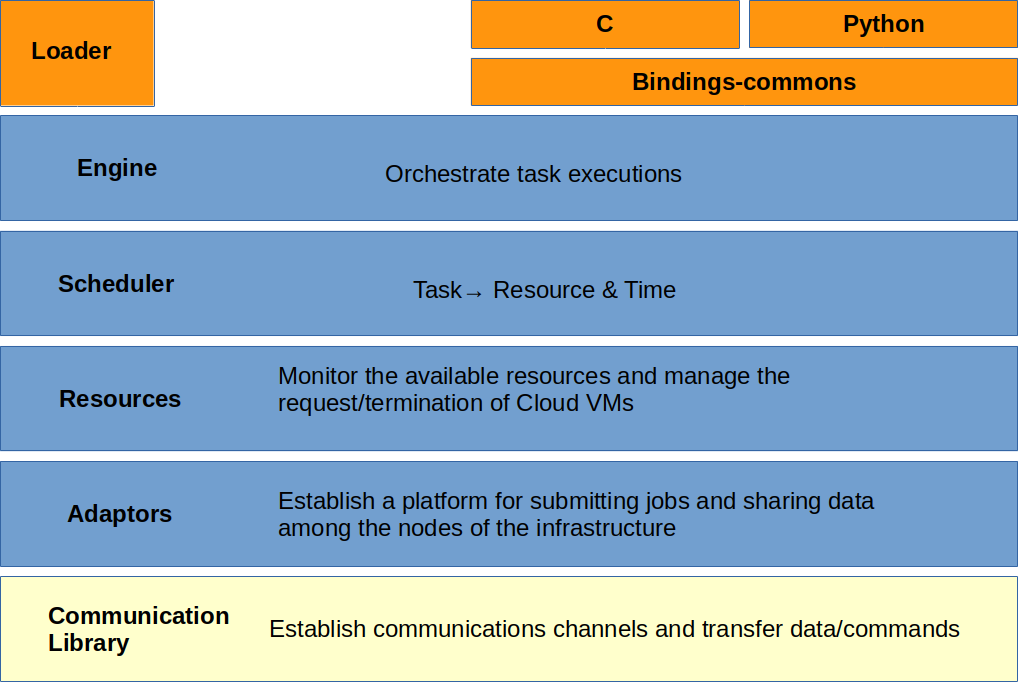 Loader
C
Python
Bindings-commons
Engine
Orchestrate task executions
Scheduler
Task→ Resource & Time
Resources
Monitor the available resources and manage the
request/termination of Cloud VMs
Adaptors
Establish a platform for submitting jobs and sharing data
among the nodes of the infrastructure
Communication
Library
Establish communications channels and transfer data/commands